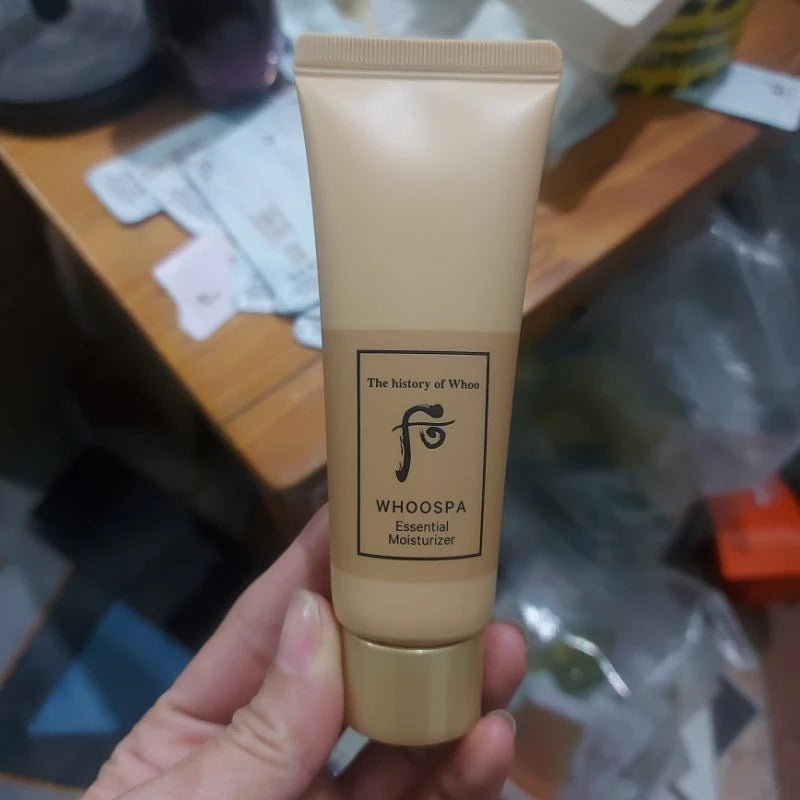 The history of Whoo
WHOOSPA
Essential
Moisturizer